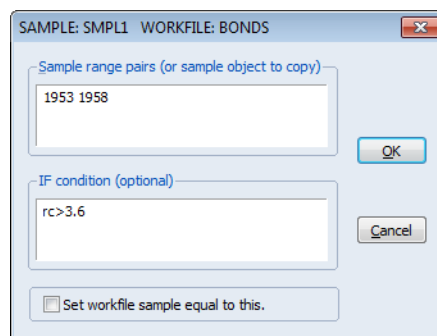 SAMPLE: SMPL1 WORKFILE: BONDS
Sample range pairs (or sample object to copy)
1953 1958
OK
IF condition (optional)
rc>3.6
Cancel
Set workfile sample equal to this.